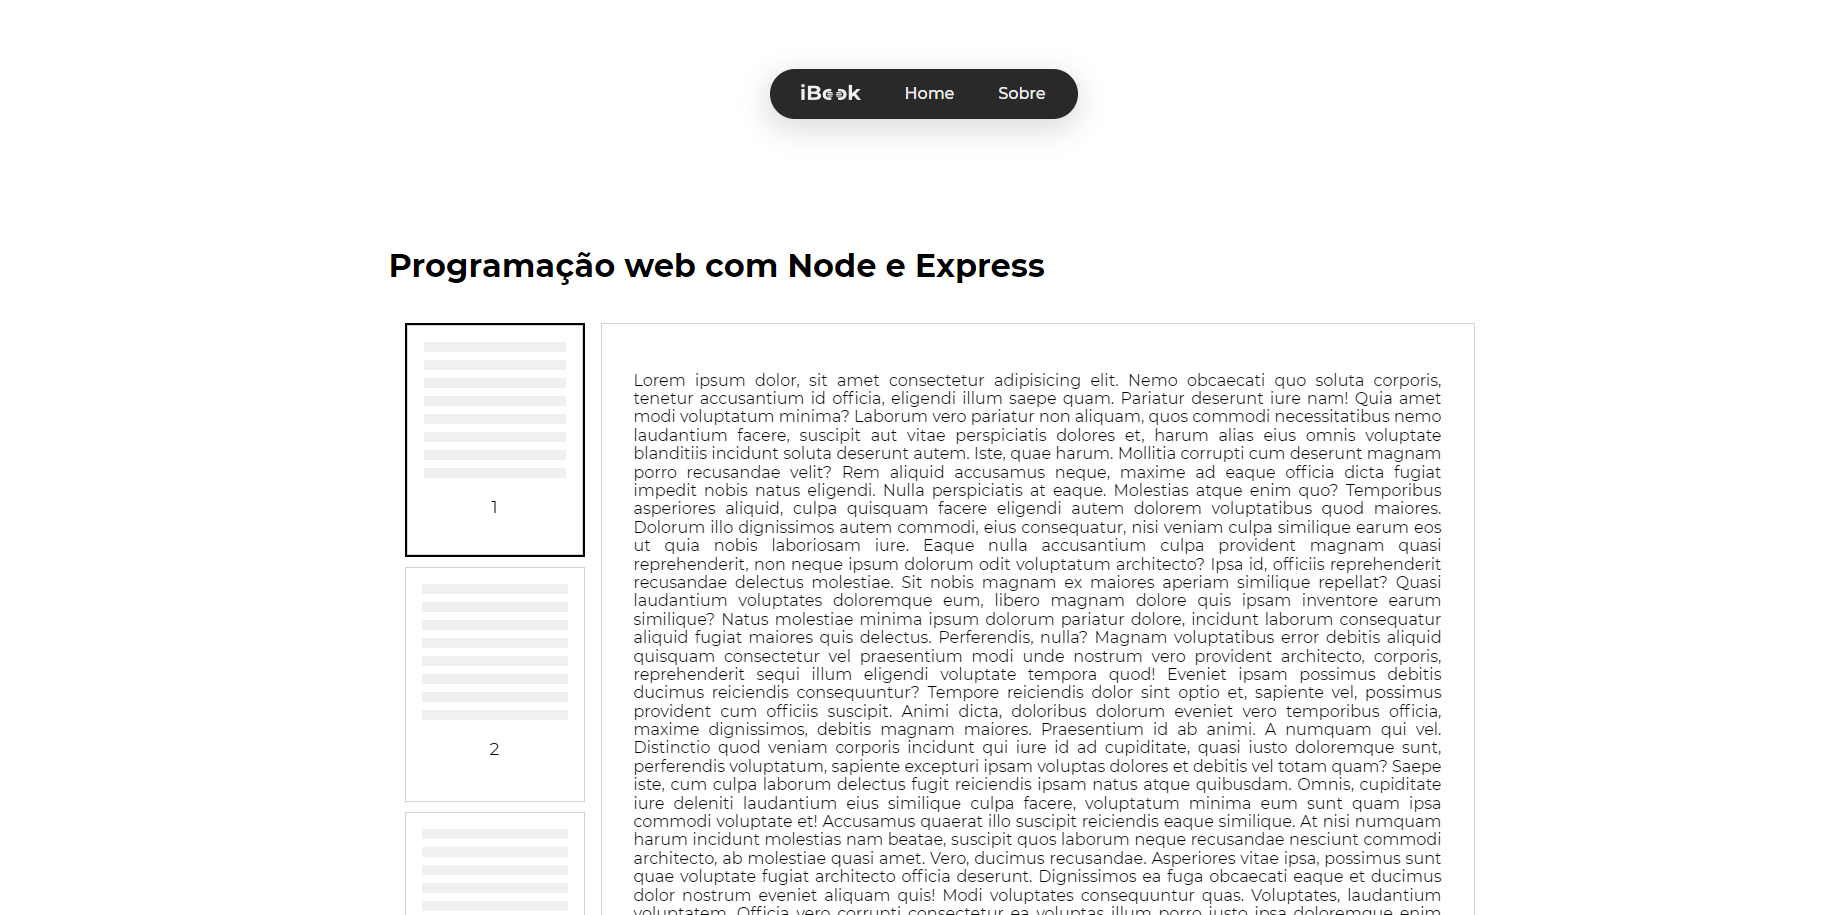 iBook
Home
Sobre
Programação web com Node e Express
1
2
Lorem ipsum dolor, sit amet consectetur adipisicing elit. Nemo obcaecati quo soluta corporis,
tenetur accusantium id officia, eligendi illum saepe quam. Pariatur deserunt iure nam! Quia amet
modi voluptatum minima? Laborum vero pariatur non aliquam, quos commodi necessitatibus nemo
laudantium facere, suscipit aut vitae perspiciatis dolores et, harum alias eius omnis voluptate
blanditiis incidunt soluta deserunt autem. Iste, quae harum. Mollitia corrupti cum deserunt magnam
porro recusandae velit? Rem aliquid accusamus neque, maxime ad eaque officia dicta fugiat
impedit nobis natus eligendi. Nulla perspiciatis at eaque. Molestias atque enim quo? Temporibus
asperiores aliquid, culpa quisquam facere eligendi autem dolorem voluptatibus quod maiores.
Dolorum illo dignissimos autem commodi, eius consequatur, nisi veniam culpa similique earum eos
ut quia nobis laboriosam iure. Eaque nulla accusantium culpa provident magnam quasi
reprehenderit, non neque ipsum dolorum odit voluptatum architecto? Ipsa id, officiis reprehenderit
recusandae delectus molestiae. Sit nobis magnam ex maiores aperiam similique repellat? Quasi
laudantium voluptates doloremque eum, libero magnam dolore quis ipsam inventore earum
similique? Natus molestiae minima ipsum dolorum pariatur dolore, incidunt laborum consequatur
aliquid fugiat maiores quis delectus. Perferendis, nulla? Magnam voluptatibus error debitis aliquid
quisquam consectetur vel praesentium modi unde nostrum vero provident architecto, corporis,
reprehenderit sequi illum eligendi voluptate tempora quod! Eveniet ipsam possimus debitis
ducimus reiciendis consequuntur? Tempore reiciendis dolor sint optio et, sapiente vel, possimus
provident cum officiis suscipit. Animi dicta, doloribus dolorum eveniet vero temporibus officia,
maxime dignissimos, debitis magnam maiores. Praesentium id ab animi. A numquam qui vel.
Distinctio quod veniam corporis incidunt qui iure id ad cupiditate, quasi iusto doloremque sunt,
perferendis voluptatum, sapiente excepturi ipsam voluptas dolores et debitis vel totam quam? Saepe
iste, cum culpa laborum delectus fugit reiciendis ipsam natus atque quibusdam. Omnis, cupiditate
iure deleniti laudantium eius similique culpa facere, voluptatum minima eum sunt quam ipsa
commodi voluptate et! Accusamus quaerat illo suscipit reiciendis eaque similique. At nisi numquam
harum incidunt molestias nam beatae, suscipit quos laborum neque recusandae nesciunt commodi
architecto, ab molestiae quasi amet. Vero, ducimus recusandae. Asperiores vitae ipsa, possimus sunt
quae voluptate fugiat architecto officia deserunt. Dignissimos ea fuga obcaecati eaque et ducimus
dolor nostrum eveniet aliquam quis! Modi voluptates consequuntur quas. Voluptates, laudantium
voluptatem. Officia vero corrupti consectetur ea voluptas illum porro iusto ipsa doloremque enim